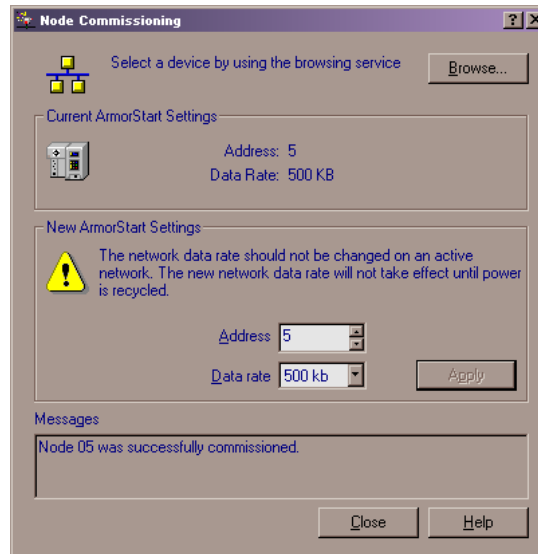 Node Commissioning
Select a device by using the browsing service
Browse...
Current ArmorStart Settings
Address: 5
Data Rate: 500 KB
New ArmorStart Settings
The network data rate should not be changed on an active
network. The new network data rate will not take effect until power
is recycled.
Address 5
Data rate 500 kb
Apply
Messages
Node 05 was successfully commissioned.
Close Help